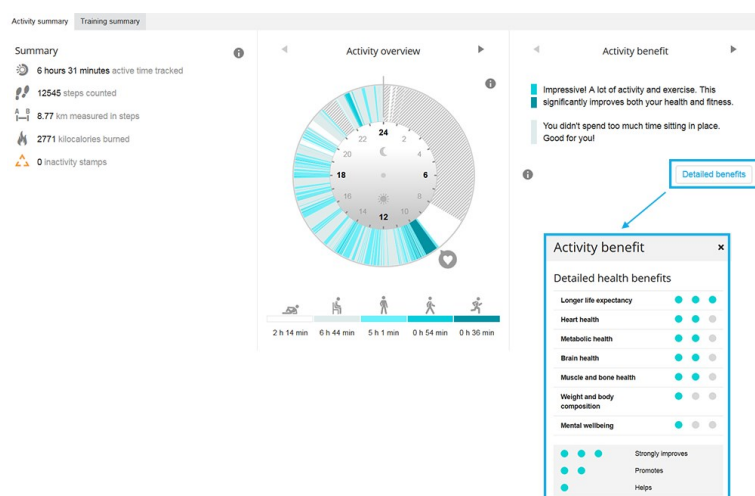 Activity summary
Training summary
Summary
6 hours 31 minutes active time tracked
12545 steps counted
A B
8.77 km measured in steps
2771 kilocalories burned
0 inactivity stamps
Activity overview
24
22
2
20
4
18
6
16
8
14
10
12
2 h 14 min
6 h 44 min
5 h 1 min
0 h 54 min
0 h 36 min
Activity benefit
Impressive! A lot of activity and exercise. This
significantly improves both your health and fitness.
You didn't spend too much time sitting in place.
Good for you!
Detailed benefits
Activity benefit
×
Detailed health benefits
Longer life expectancy
Heart health
Metabolic health
Brain health
Muscle and bone health
Weight and body
composition
Mental wellbeing
Strongly improves
Promotes
Helps